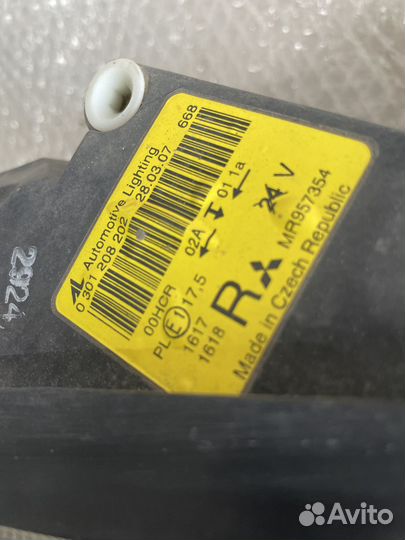 Automotive Lighting
0 301 208 202 28.03.07 668
00HCR 02A 01 1a
PL E1 17,5
1617
1618
R 24 V
MR957354
Made in Czech Republic
2024
Avito